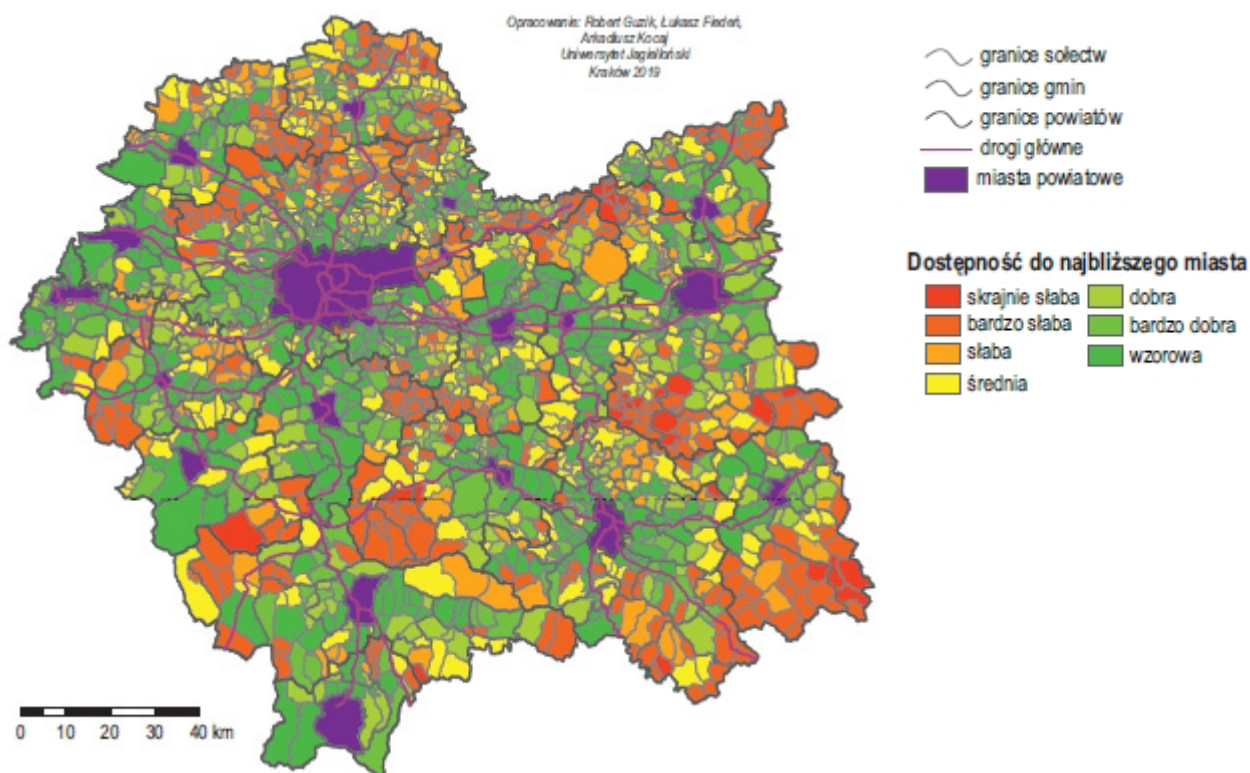 Opracowanie: Robert Guzik, Łukasz Fiedeń,
Arkadiusz Kocaj
Uniwersytet Jagielloński
Kraków 2019
granice sołectw
granice gmin
granice powiatów
drogi główne
miasta powiatowe
Dostępność do najbliższego miasta
skrajnie słaba
dobra
bardzo słaba
bardzo dobra
słaba
wzorowa
średnia
0 10 20 30 40 km